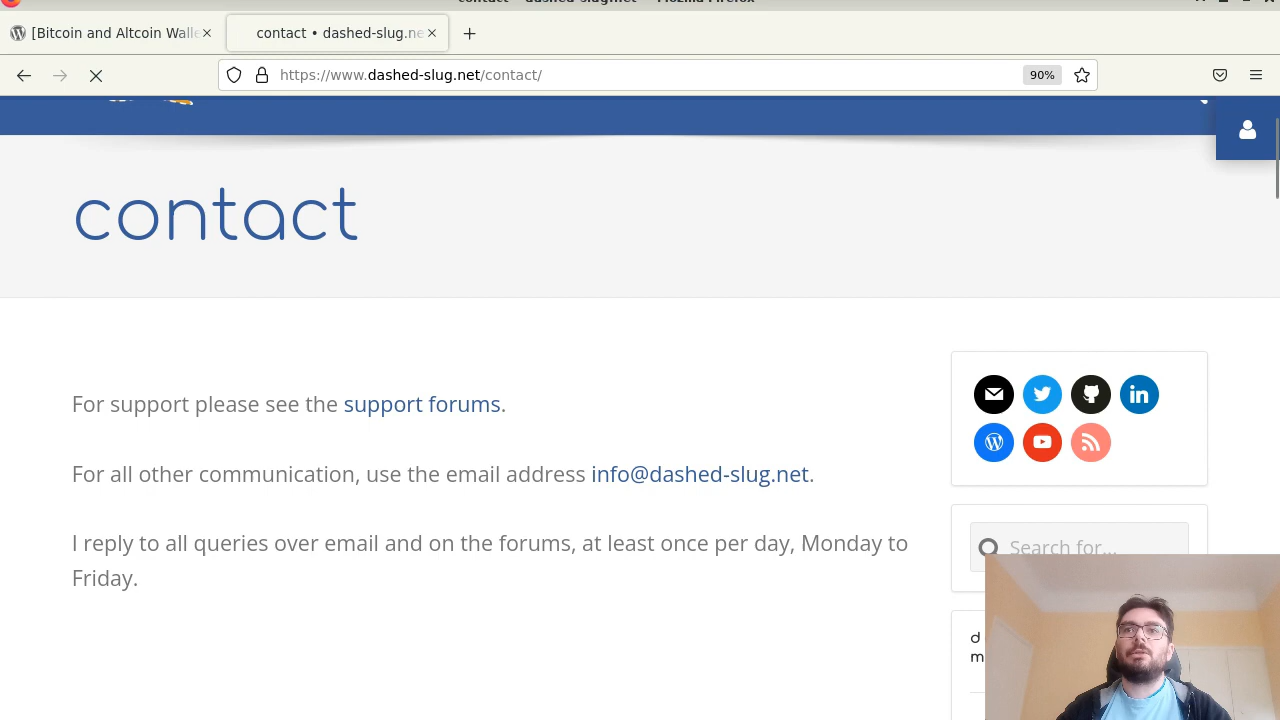 [Bitcoin and Altcoin Walle
contact • dashed-slug.ne
https://www.dashed-slug.net/contact/
90%
contact
For support please see the support forums.
For all other communication, use the email address info@dashed-slug.net.
I reply to all queries over email and on the forums, at least once per day, Monday to
Friday.
in
Search for...
d
m